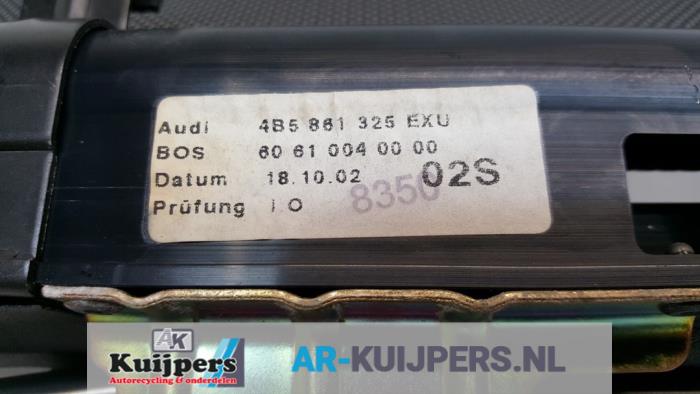 Audi 4B5 861 325 EXU
BOS 60 61 004 00 00
Datum 18.10.02 02S
8350
Prüfung I O
AK
Kuijpers
Autorecycling & onderdelen
AR-KUIJPERS.NL